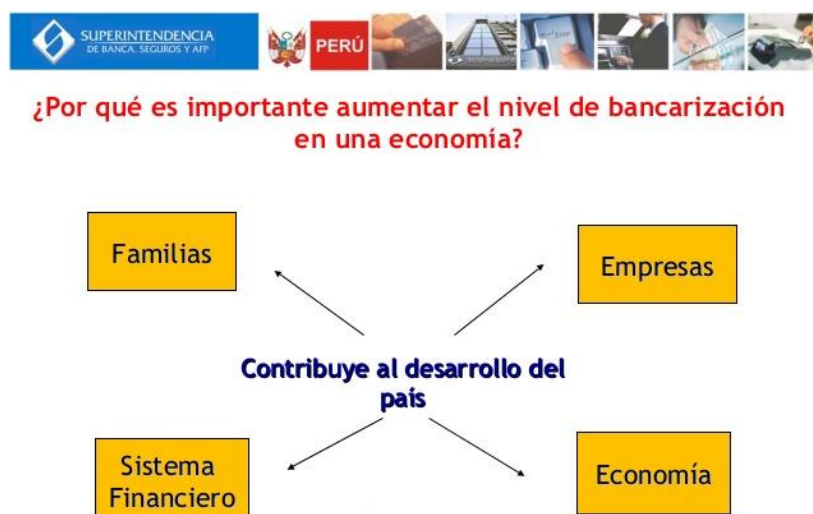 SUPERINTENDENCIA
DE BANCA, SEGUROS Y AFP
PERÚ
¿Por qué es importante aumentar el nivel de bancarización
en una economía?
Familias
Empresas
Contribuye al desarrollo del
país
Sistema
Financiero
Economía